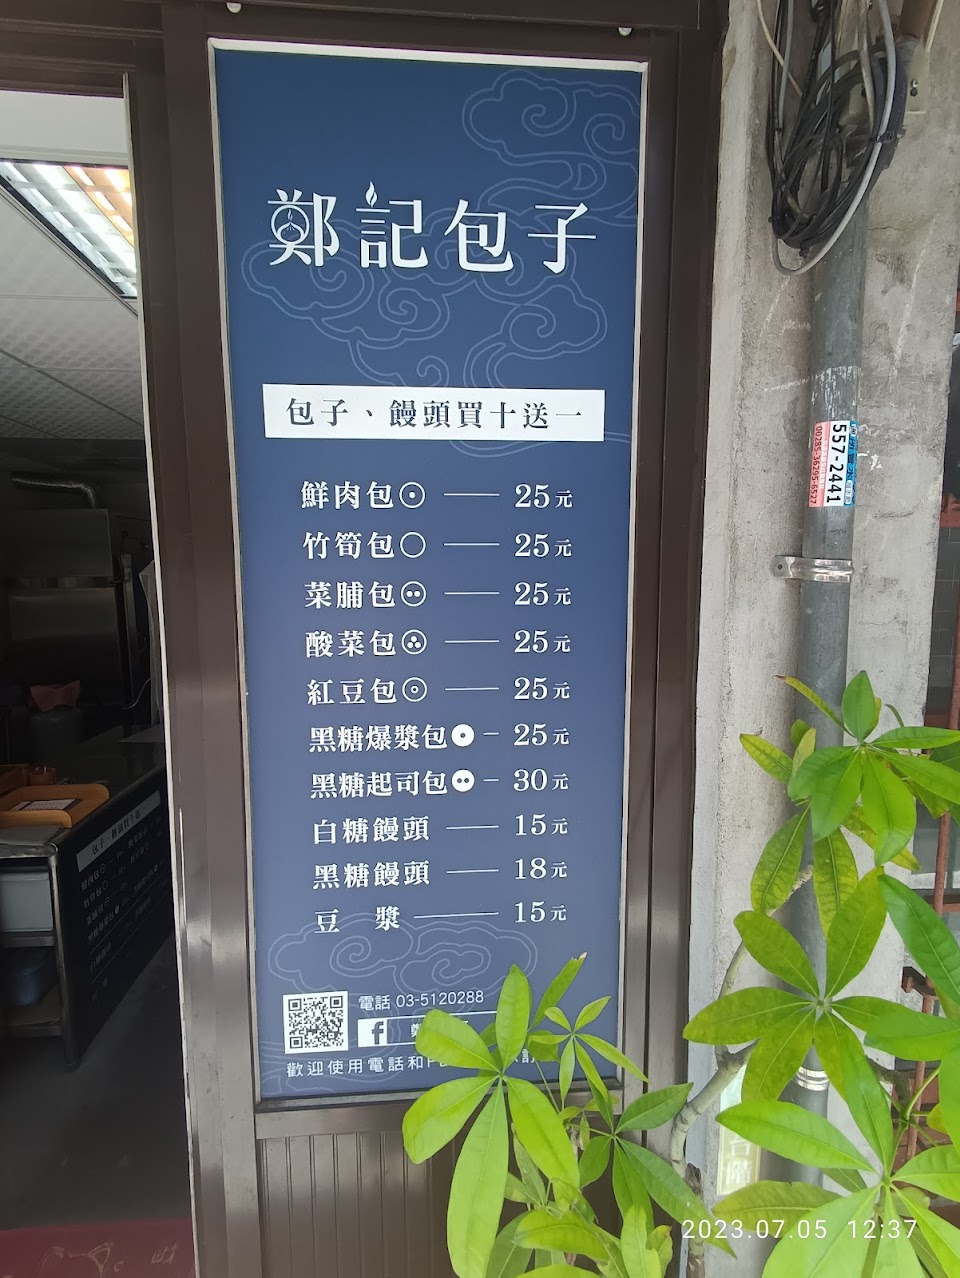 鄭記包子
包子、饅頭買十送一
鮮肉包 25元
竹筍包 25元
菜脯包 25元
酸菜包 25元
紅豆包 25元
黑糖爆漿包 25元
黑糖起司包 30元
白糖饅頭 15元
黑糖饅頭 18元
豆 漿 15元
電話 03-5120288
f
歡迎使用電話和
557-2441
2023.07.05 12:37